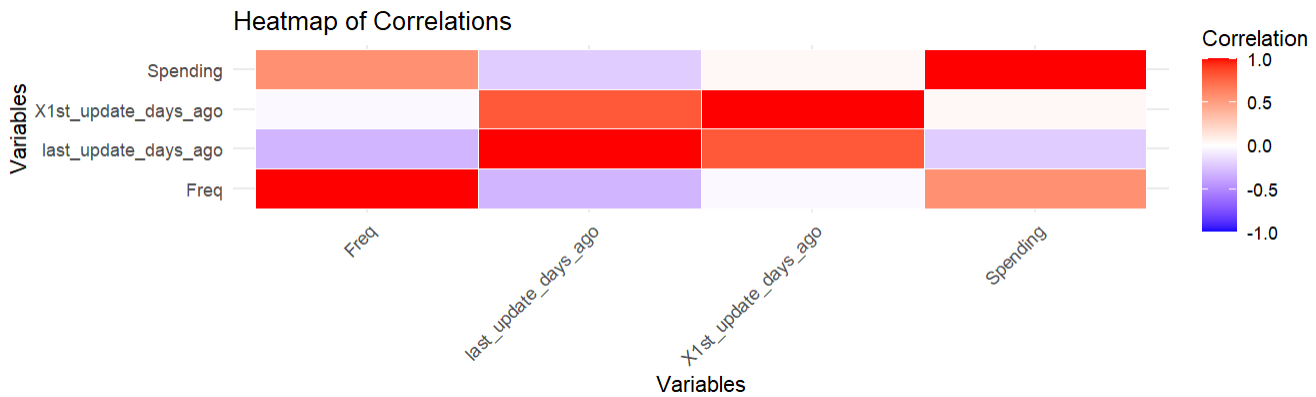 Heatmap of Correlations
Variables
Spending
X1st_update_days_ago
last_update_days_ago
Freq
Freq
last_update_days_ago
X1st_update_days_ago
Spending
Variables
Correlation
1.0
0.5
0.0
-0.5
-1.0